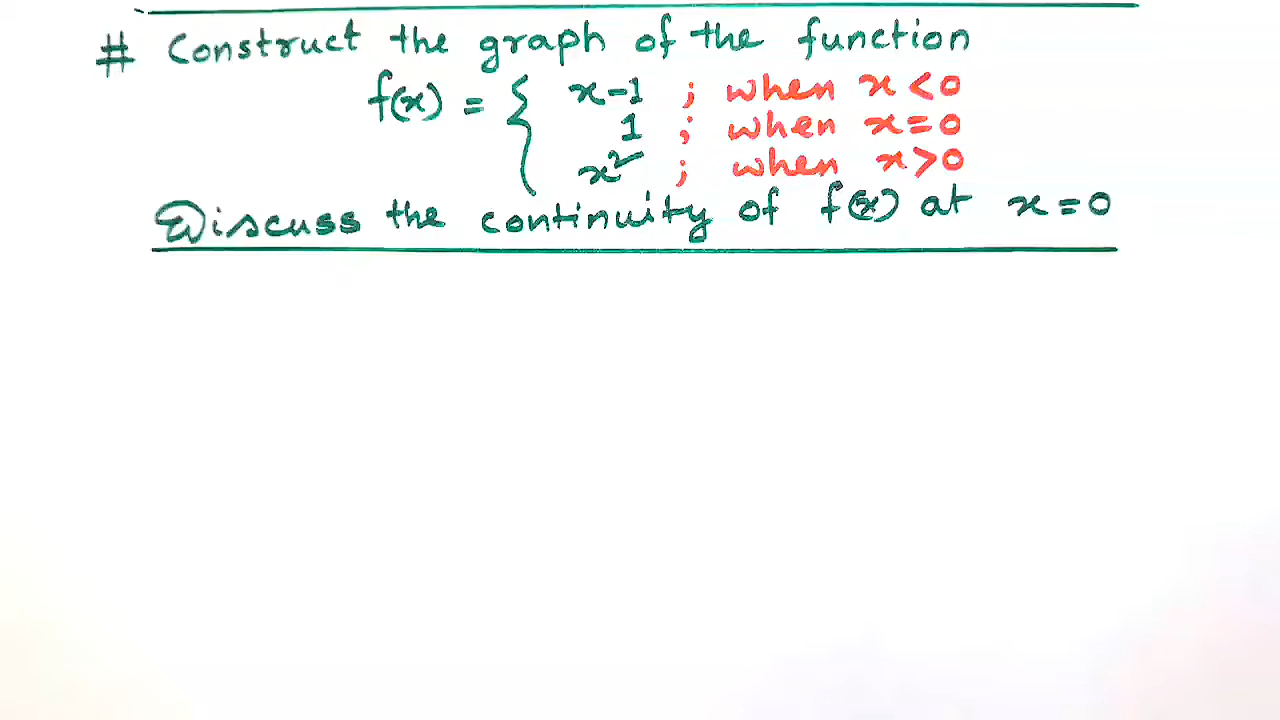 # Construct the graph of the function
f(x) = { x-1 ; when x<0
1 ; when x=0
x² ; when x>0
Discuss the continuity of f(x) at x=0